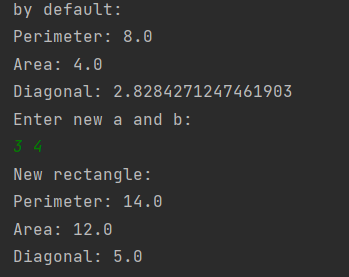 by default:
Perimeter: 8.0
Area: 4.0
Diagonal: 2.8284271247461903
Enter new a and b:
3 4
New rectangle:
Perimeter: 14.0
Area: 12.0
Diagonal: 5.0